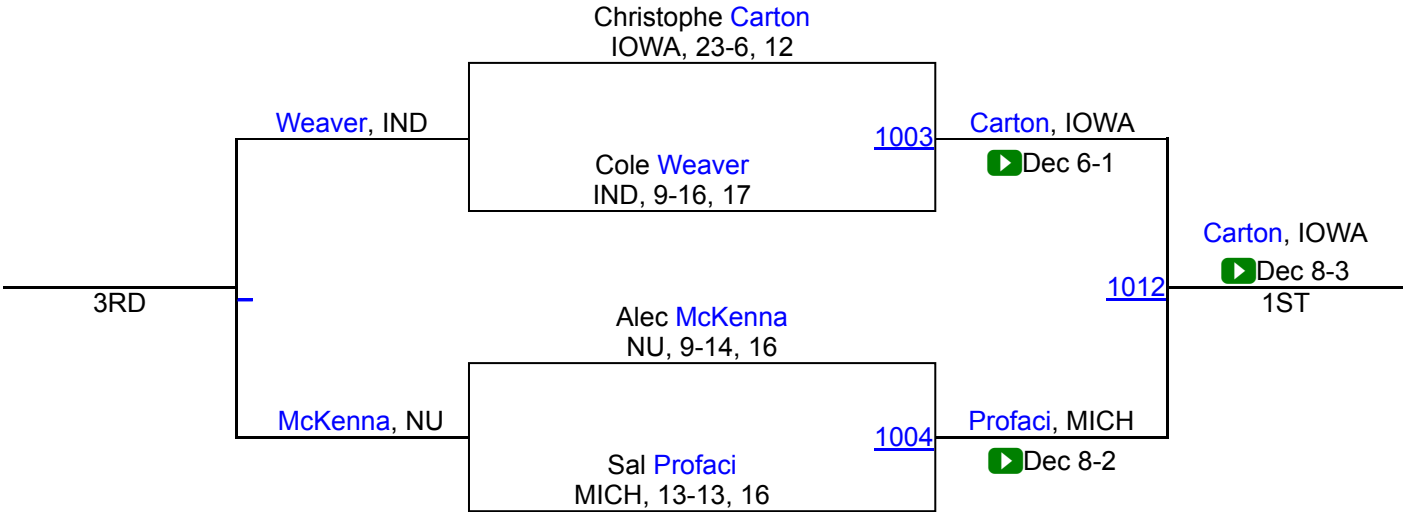 Christophe Carton
IOWA, 23-6, 12
Weaver, IND
1003
Carton, IOWA
Dec 6-1
Cole Weaver
IND, 9-16, 17
Carton, IOWA
Dec 8-3
1012
1ST
3RD
Alec McKenna
NU, 9-14, 16
McKenna, NU
1004
Profaci, MICH
Dec 8-2
Sal Profaci
MICH, 13-13, 16